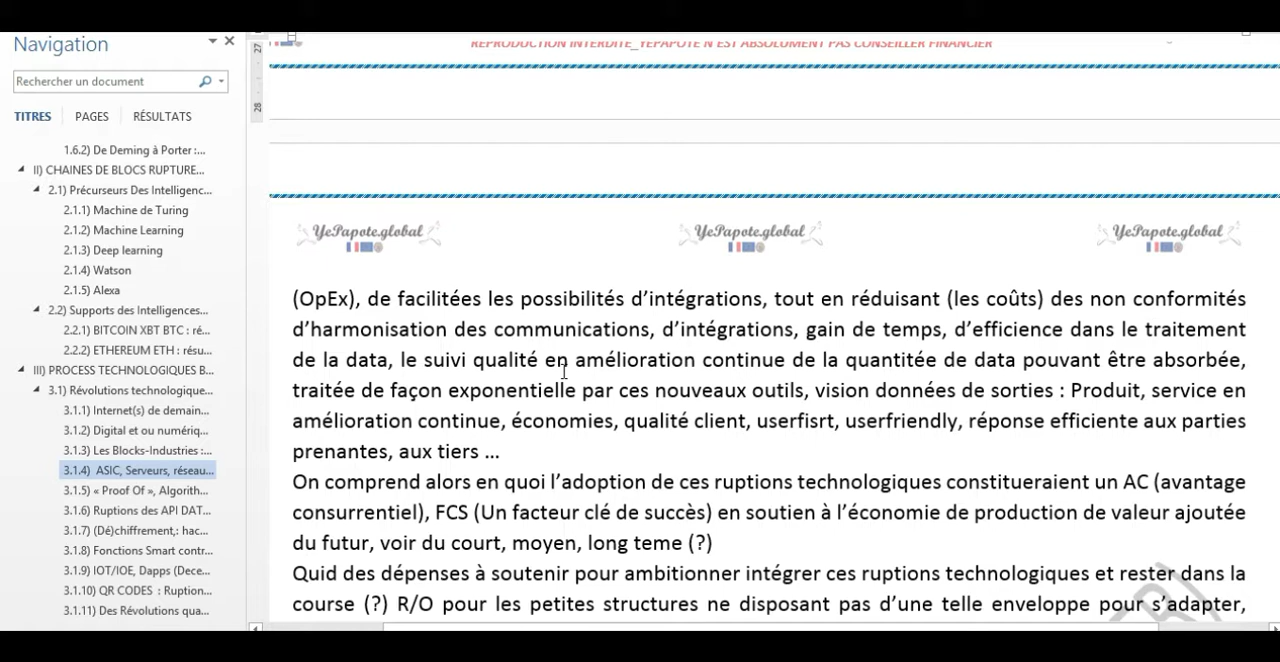 Navigation
Rechercher un document
TITRES PAGES RÉSULTATS
1.6.2) De Deming à Porter :...
II) CHAINES DE BLOCS RUPTURE...
2.1) Précurseurs Des Intelligenc...
2.1.1) Machine de Turing
2.1.2) Machine Learning
2.1.3) Deep learning
2.1.4) Watson
2.1.5) Alexa
2.2) Supports des Intelligences...
2.2.1) BITCOIN XBT BTC : ré...
2.2.2) ETHEREUM ETH : résu...
III) PROCESS TECHNOLOGIQUES B...
3.1) Révolutions technologique...
3.1.1) Internet(s) de demain...
3.1.2) Digital et ou numériq...
3.1.3) Les Blocks-Industries :...
3.1.4) ASIC, Serveurs, réseau...
3.1.5) « Proof Of », Algorith...
3.1.6) Ruptions des API DAT...
3.1.7) (Dé)chiffrement,: hac...
3.1.8) Fonctions Smart contr...
3.1.9) IOT/IOE, Dapps (Dece...
3.1.10) QR CODES : Ruption...
3.1.11) Des Révolutions qua...
27
28
REPRODUCTION INTERDITE_YEPAPOTE N'EST ABSOLUMENT PAS CONSEILLER FINANCIER
YePapote.global YePapote.global YePapote.global
(OpEx), de facilitées les possibilités d’intégrations, tout en réduisant (les coûts) des non conformités
d’harmonisation des communications, d’intégrations, gain de temps, d’efficience dans le traitement
de la data, le suivi qualité en amélioration continue de la quantitée de data pouvant être absorbée,
traitée de façon exponentielle par ces nouveaux outils, vision données de sorties : Produit, service en
amélioration continue, économies, qualité client, userfisrt, userfriendly, réponse efficiente aux parties
prenantes, aux tiers ...
On comprend alors en quoi l’adoption de ces ruptions technologiques constitueraient un AC (avantage
consurrentiel), FCS (Un facteur clé de succès) en soutien à l’économie de production de valeur ajoutée
du futur, voir du court, moyen, long teme (?)
Quid des dépenses à soutenir pour ambitionner intégrer ces ruptions technologiques et rester dans la
course (?) R/O pour les petites structures ne disposant pas d’une telle enveloppe pour s’adapter,